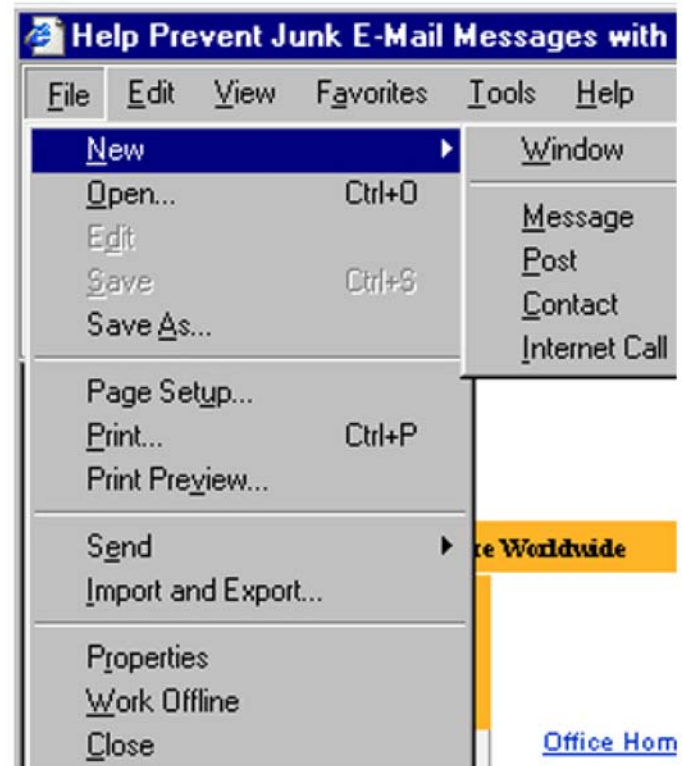 Help Prevent Junk E-Mail Messages with
File Edit View Favorites Tools Help
New
Open... Ctrl+O
Edit
Save Ctrl+S
Save As...
Page Setup...
Print... Ctrl+P
Print Preview...
Send
Import and Export...
Properties
Work Offline
Close
Window
Message
Post
Contact
Internet Call
re Worldwide
Office Hom